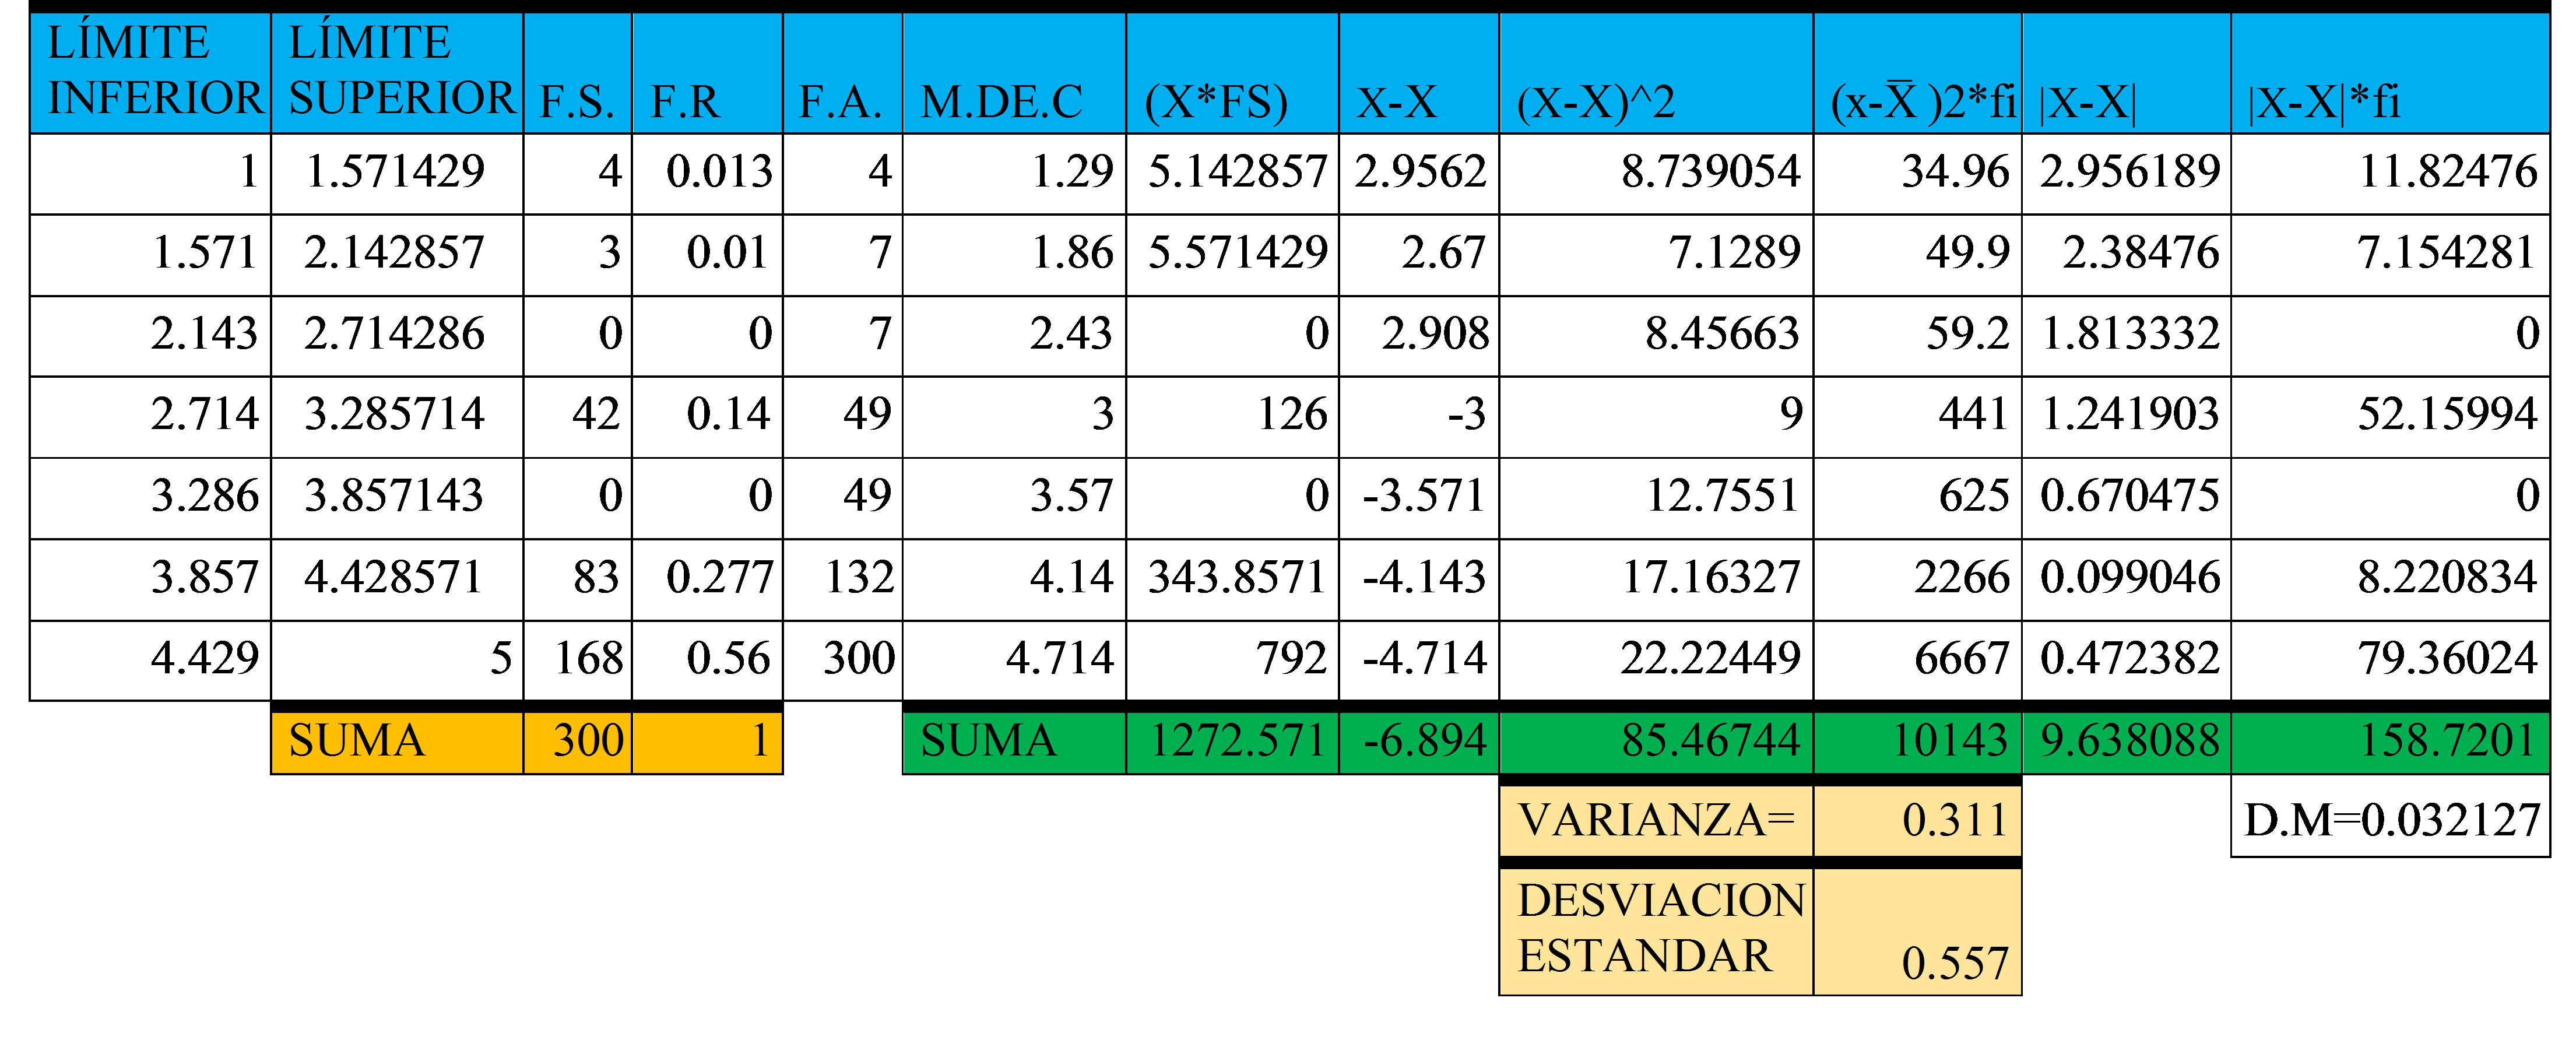 LÍMITE INFERIOR LÍMITE SUPERIOR F.S. F.R F.A. M.DE.C (X*FS) X-X (X-X)^2 (x-X̅ )2*fi |X-X| |X-X|*fi
1 1.571429 4 0.013 4 1.29 5.142857 2.9562 8.739054 34.96 2.956189 11.82476
1.571 2.142857 3 0.01 7 1.86 5.571429 2.67 7.1289 49.9 2.38476 7.154281
2.143 2.714286 0 0 7 2.43 0 2.908 8.45663 59.2 1.813332 0
2.714 3.285714 42 0.14 49 3 126 -3 9 441 1.241903 52.15994
3.286 3.857143 0 0 49 3.57 0 -3.571 12.7551 625 0.670475 0
3.857 4.428571 83 0.277 132 4.14 343.8571 -4.143 17.16327 2266 0.099046 8.220834
4.429 5 168 0.56 300 4.714 792 -4.714 22.22449 6667 0.472382 79.36024
SUMA 300 1 SUMA 1272.571 -6.894 85.46744 10143 9.638088 158.7201
VARIANZA= 0.311 D.M=0.032127
DESVIACION
ESTANDAR 0.557